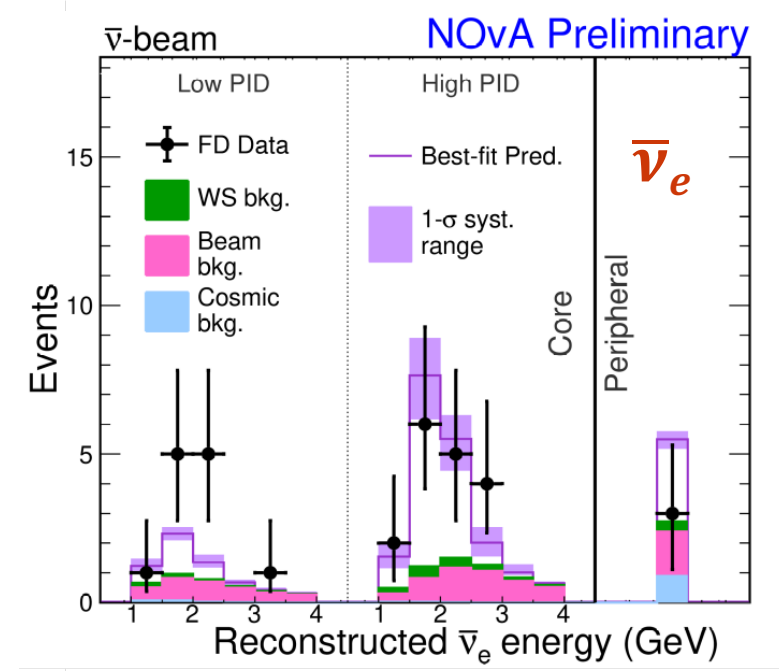 ν̅-beam
NOvA Preliminary
Low PID
High PID
FD Data
WS bkg.
Beam
bkg.
Cosmic
bkg.
Best-fit Pred.
1-σ syst.
range
ν̅e
Core
Peripheral
Events
15
10
5
0
1 2 3 4
1 2 3 4
Reconstructed ν̅e energy (GeV)